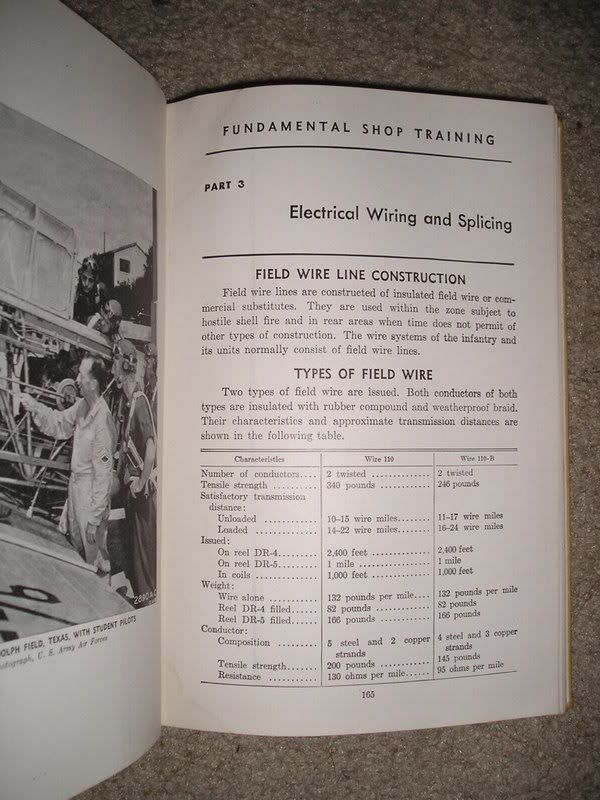 2890 A.C.
OLPH FIELD, TEXAS, WITH STUDENT PILOTS
hotograph, U. S. Army Air Forces
FUNDAMENTAL SHOP TRAINING
PART 3
Electrical Wiring and Splicing
FIELD WIRE LINE CONSTRUCTION
Field wire lines are constructed of insulated field wire or com-
mercial substitutes. They are used within the zone subject to
hostile shell fire and in rear areas when time does not permit of
other types of construction. The wire systems of the infantry and
its units normally consist of field wire lines.
TYPES OF FIELD WIRE
Two types of field wire are issued. Both conductors of both
types are insulated with rubber compound and weatherproof braid.
Their characteristics and approximate transmission distances are
shown in the following table.
Characteristics Wire 110 Wire 110-B
Number of conductors.... 2 twisted .............. 2 twisted
Tensile strength .......... 340 pounds ............ 246 pounds
Satisfactory transmission
distance:
Unloaded ............ 10-15 wire miles....... 11-17 wire miles
Loaded ............ 14-22 wire miles....... 16-24 wire miles
Issued:
On reel DR-4......... 2,400 feet ............. 2,400 feet
On reel DR-5......... 1 mile ................. 1 mile
In coils ............ 1,000 feet ............. 1,000 feet
Weight:
Wire alone .......... 132 pounds per mile.... 132 pounds per mile
Reel DR-4 filled...... 82 pounds ............. 82 pounds
Reel DR-5 filled...... 166 pounds ............ 166 pounds
Conductor:
Composition ......... 5 steel and 2 copper strands 4 steel and 3 copper strands
Tensile strength....... 200 pounds ............ 145 pounds
Resistance ........... 130 ohms per mile...... 95 ohms per mile
165